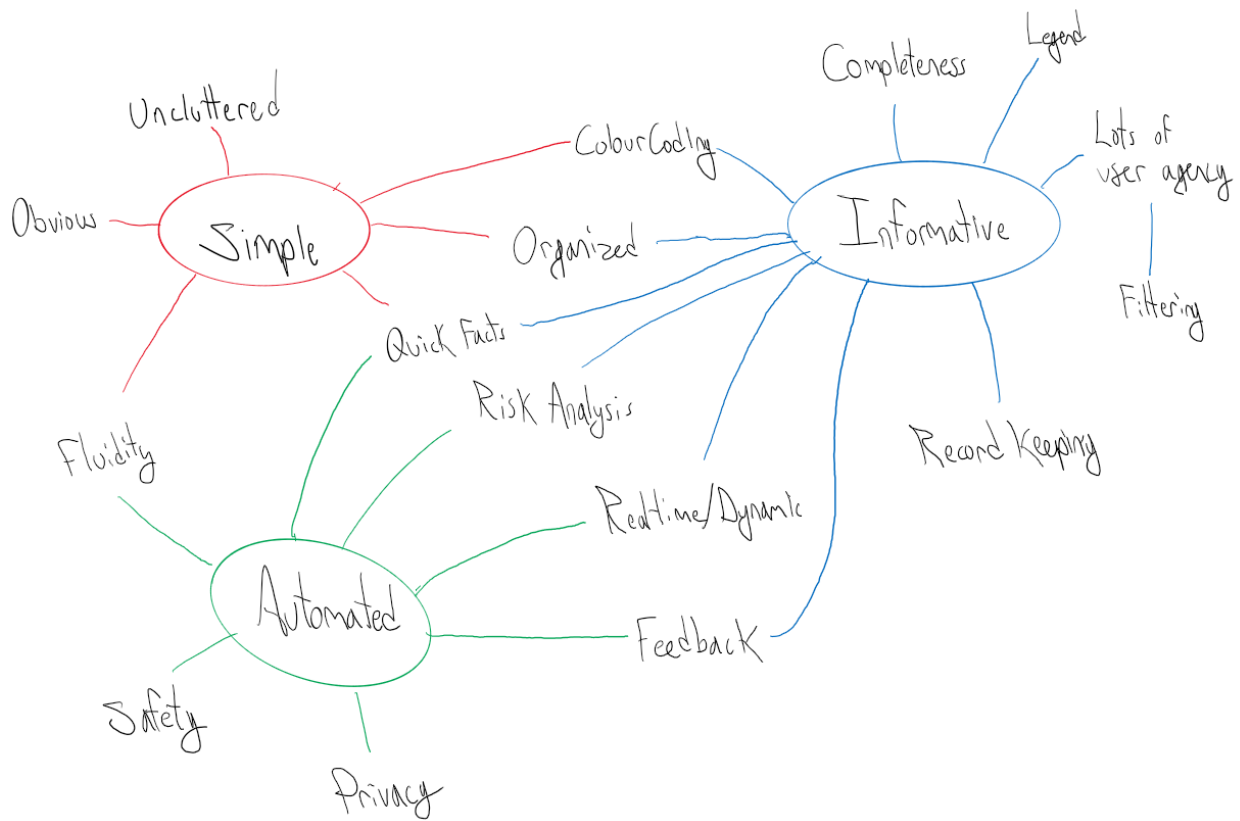 Legend
Completeness
Uncluttered
Colour Coding
Lots of
user agency
Obvious
Simple
Organized
Informative
Filtering
Quick Facts
Risk Analysis
Fluidity
Record Keeping
Realtime/Dynamic
Automated
Feedback
Safety
Privacy